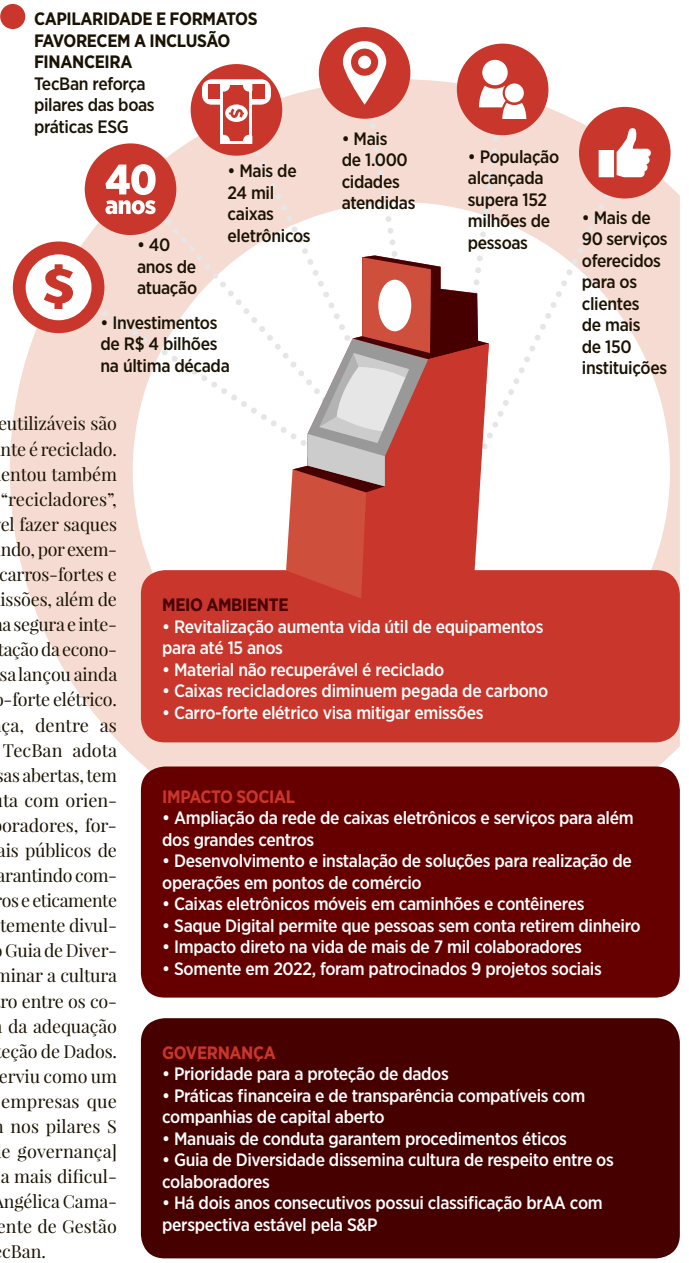 CAPILARIDADE E FORMATOS
FAVORECEM A INCLUSÃO
FINANCEIRA
TecBan reforça
pilares das boas
práticas ESG
$
• Investimentos
de R$ 4 bilhões
na última década
40
anos
• 40
anos de
atuação
$
• Mais de
24 mil
caixas
eletrônicos
• Mais
de 1.000
cidades
atendidas
• População
alcançada
supera 152
milhões de
pessoas
• Mais de
90 serviços
oferecidos
para os
clientes
de mais
de 150
instituições
eutilizáveis são
nte é reciclado.
entou também
“recicladores”,
el fazer saques
ndo, por exem-
carros-fortes e
issões, além de
na segura e inte-
tação da econo-
sa lançou ainda
o-forte elétrico.
ça, dentre as
TecBan adota
sas abertas, tem
uta com orien-
boradores, for-
ais públicos de
arantindo com-
ros e eticamente
temente divul-
o Guia de Diver-
minar a cultura
tro entre os co-
n da adequação
teção de Dados.
erviu como um
empresas que
n nos pilares S
e governança]
a mais dificul-
Angélica Cama-
ente de Gestão
ecBan.
MEIO AMBIENTE
• Revitalização aumenta vida útil de equipamentos
para até 15 anos
• Material não recuperável é reciclado
• Caixas recicladores diminuem pegada de carbono
• Carro-forte elétrico visa mitigar emissões
IMPACTO SOCIAL
• Ampliação da rede de caixas eletrônicos e serviços para além
dos grandes centros
• Desenvolvimento e instalação de soluções para realização de
operações em pontos de comércio
• Caixas eletrônicos móveis em caminhões e contêineres
• Saque Digital permite que pessoas sem conta retirem dinheiro
• Impacto direto na vida de mais de 7 mil colaboradores
• Somente em 2022, foram patrocinados 9 projetos sociais
GOVERNANÇA
• Prioridade para a proteção de dados
• Práticas financeira e de transparência compatíveis com
companhias de capital aberto
• Manuais de conduta garantem procedimentos éticos
• Guia de Diversidade dissemina cultura de respeito entre os
colaboradores
• Há dois anos consecutivos possui classificação brAA com
perspectiva estável pela S&P